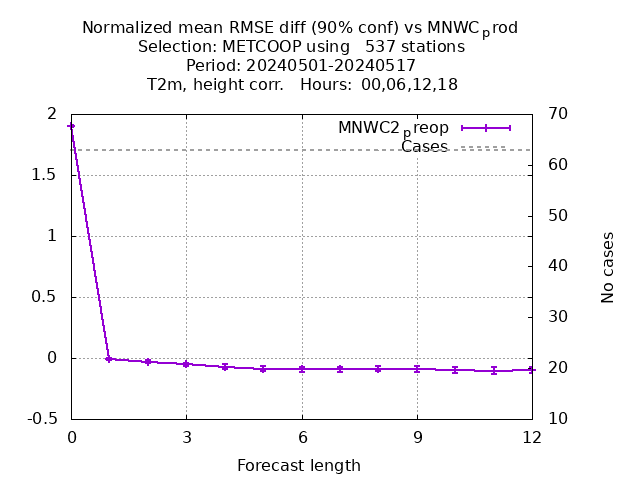 Normalized mean RMSE diff (90% conf) vs MNWCprod
Selection: METCOOP using   537 stations
Period: 20240501-20240517
T2m, height corr.   Hours: 00,06,12,18
2
1.5
1
0.5
0
-0.5
70
60
50
40
30
20
10
MNWC2preop
Cases
No cases
0 3 6 9 12
Forecast length